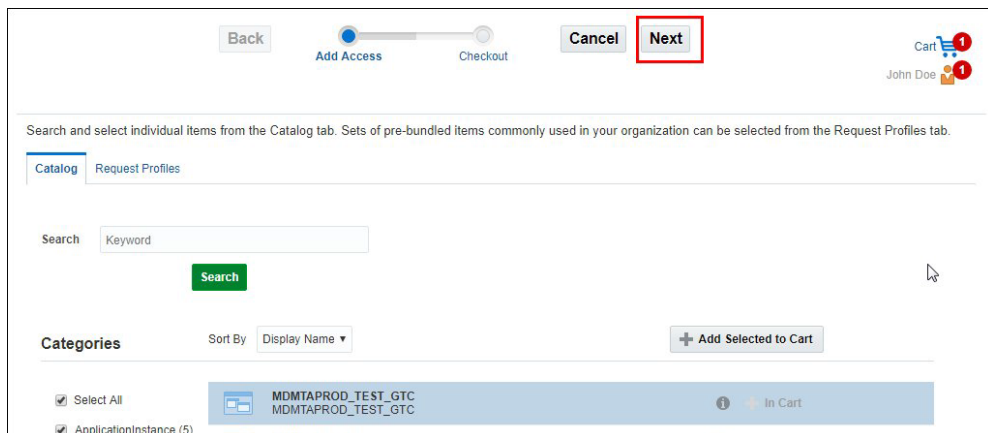 Back
Add Access
Checkout
Cancel
Next
Cart 1
John Doe 1
Search and select individual items from the Catalog tab. Sets of pre-bundled items commonly used in your organization can be selected from the Request Profiles tab.
Catalog Request Profiles
Search Keyword
Search
Categories Sort By Display Name Add Selected to Cart
Select All MDMTAPROD_TEST_GTC
MDMTAPROD_TEST_GTC
In Cart
ApplicationInstance (5)